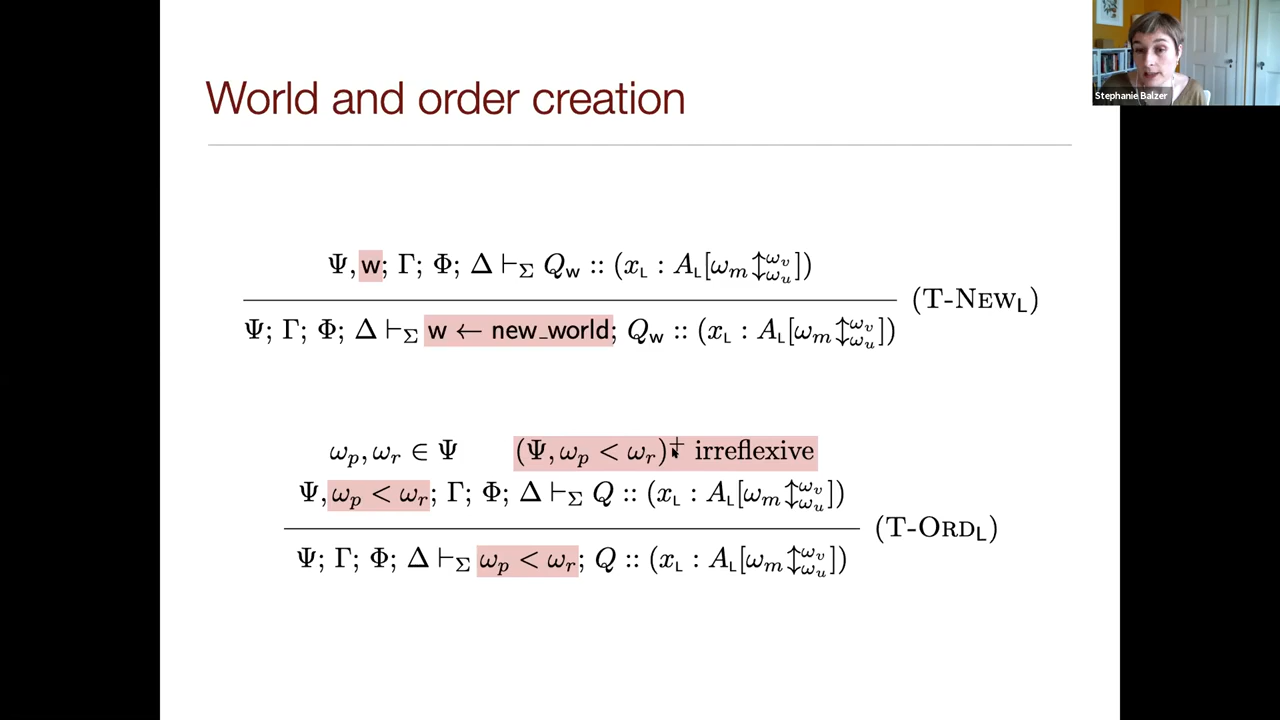 World and order creation
Stephanie Balzer
Ψ, w; Γ; Φ; Δ ⊢_Σ Q_w :: (x_L : A_L[ω_m ↕^{ω_v}_{ω_u}])
(T-New_L)
Ψ; Γ; Φ; Δ ⊢_Σ w ← new_world; Q_w :: (x_L : A_L[ω_m ↕^{ω_v}_{ω_u}])
ω_p, ω_r ∈ Ψ (Ψ, ω_p < ω_r)^+ irreflexive
Ψ, ω_p < ω_r; Γ; Φ; Δ ⊢_Σ Q :: (x_L : A_L[ω_m ↕^{ω_v}_{ω_u}])
(T-Ord_L)
Ψ; Γ; Φ; Δ ⊢_Σ ω_p < ω_r; Q :: (x_L : A_L[ω_m ↕^{ω_v}_{ω_u}])